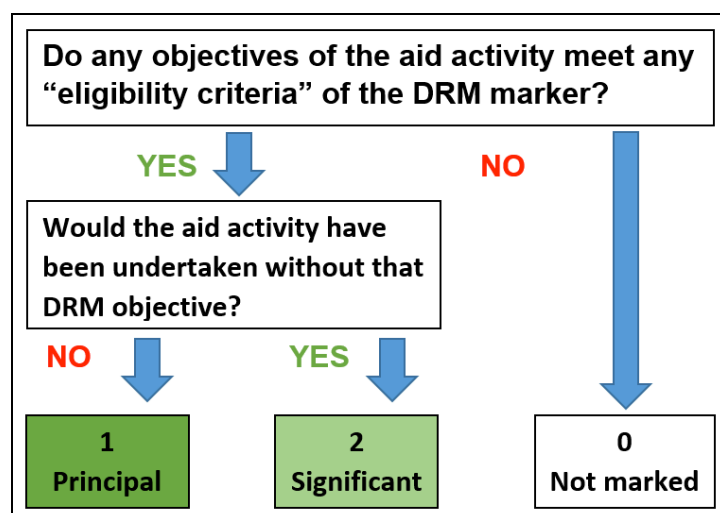 Do any objectives of the aid activity meet any
“eligibility criteria” of the DRM marker?
YES
NO
Would the aid activity have
been undertaken without that
DRM objective?
NO
YES
1
Principal
2
Significant
0
Not marked